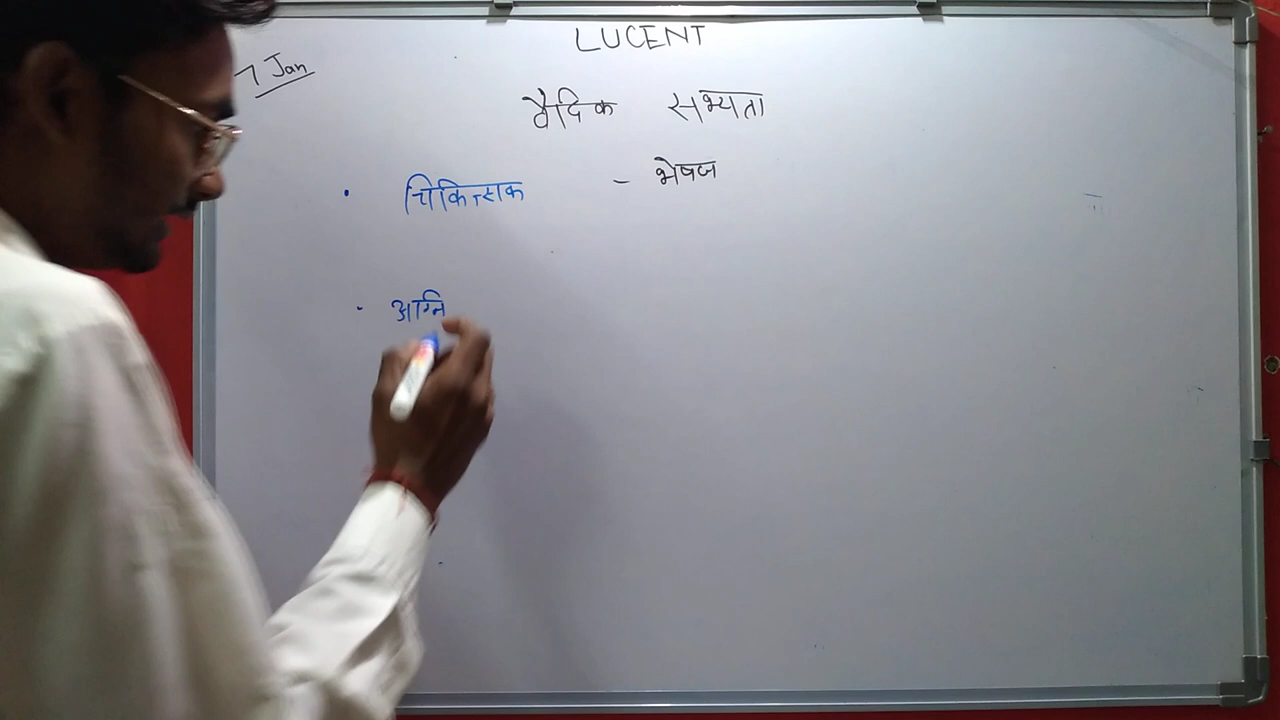 LUCENT
7 Jan
वैदिक सभ्यता
• चिकित्सक - भेषज
• अग्नि